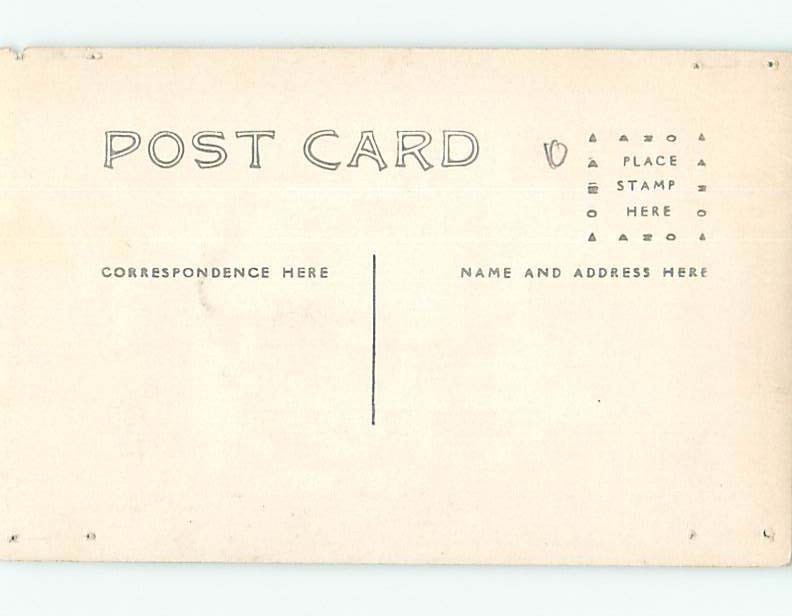 POST CARD
A A Z O A
A PLACE A
Z STAMP Z
O HERE O
A A Z O A
CORRESPONDENCE HERE
NAME AND ADDRESS HERE